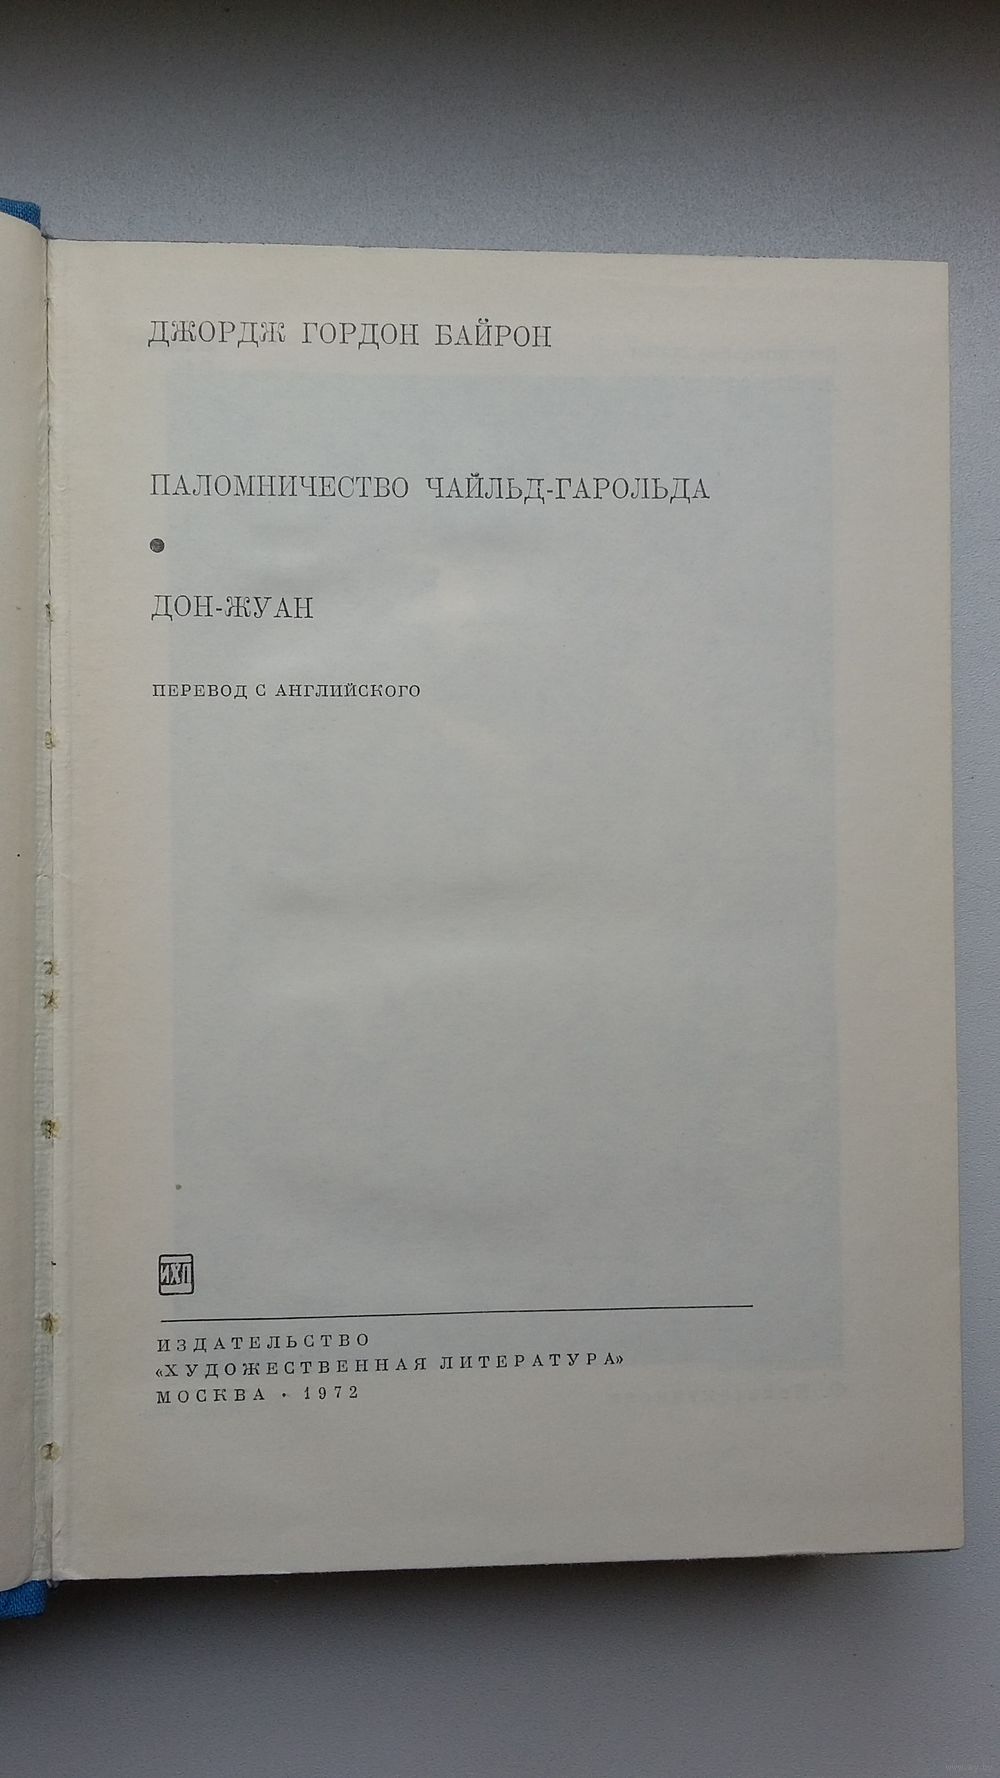 ДЖОРДЖ ГОРДОН БАЙРОН
ПАЛОМНИЧЕСТВО ЧАЙЛЬД-ГАРОЛЬДА
ДОН-ЖУАН
ПЕРЕВОД С АНГЛИЙСКОГО
ИХЛ
ИЗДАТЕЛЬСТВО
«ХУДОЖЕСТВЕННАЯ ЛИТЕРАТУРА»
МОСКВА · 1972